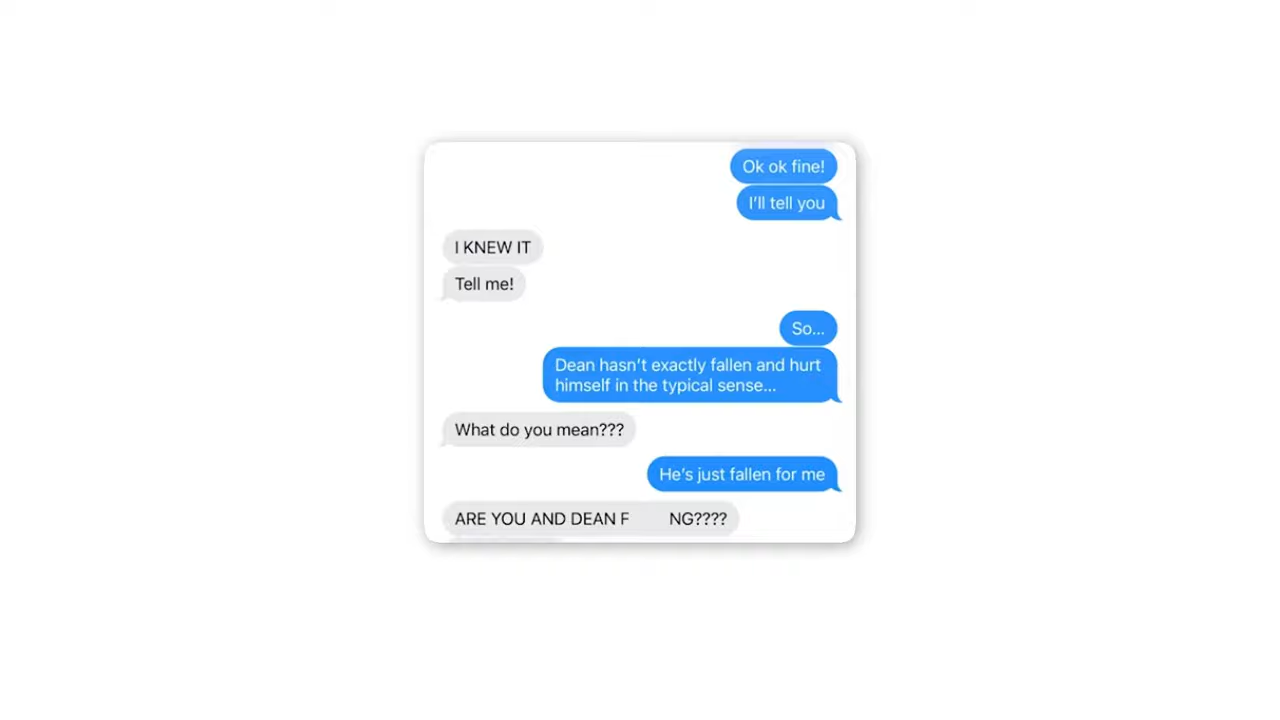 Ok ok fine!
I'll tell you
I KNEW IT
Tell me!
So...
Dean hasn't exactly fallen and hurt
himself in the typical sense...
What do you mean???
He's just fallen for me
ARE YOU AND DEAN F NG????